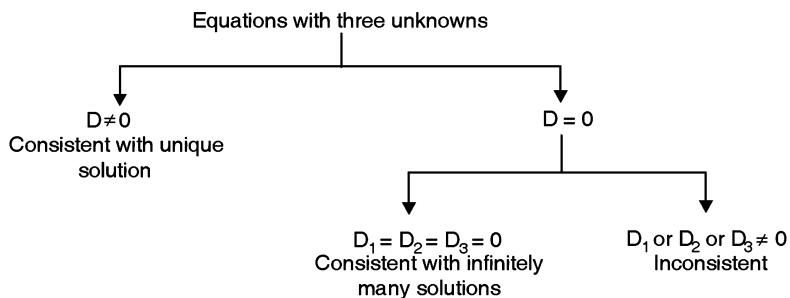 Equations with three unknowns
D≠0
Consistent with unique
solution
D = 0
D₁ = D₂ = D₃ = 0
Consistent with infinitely
many solutions
D₁ or D₂ or D₃ ≠ 0
Inconsistent